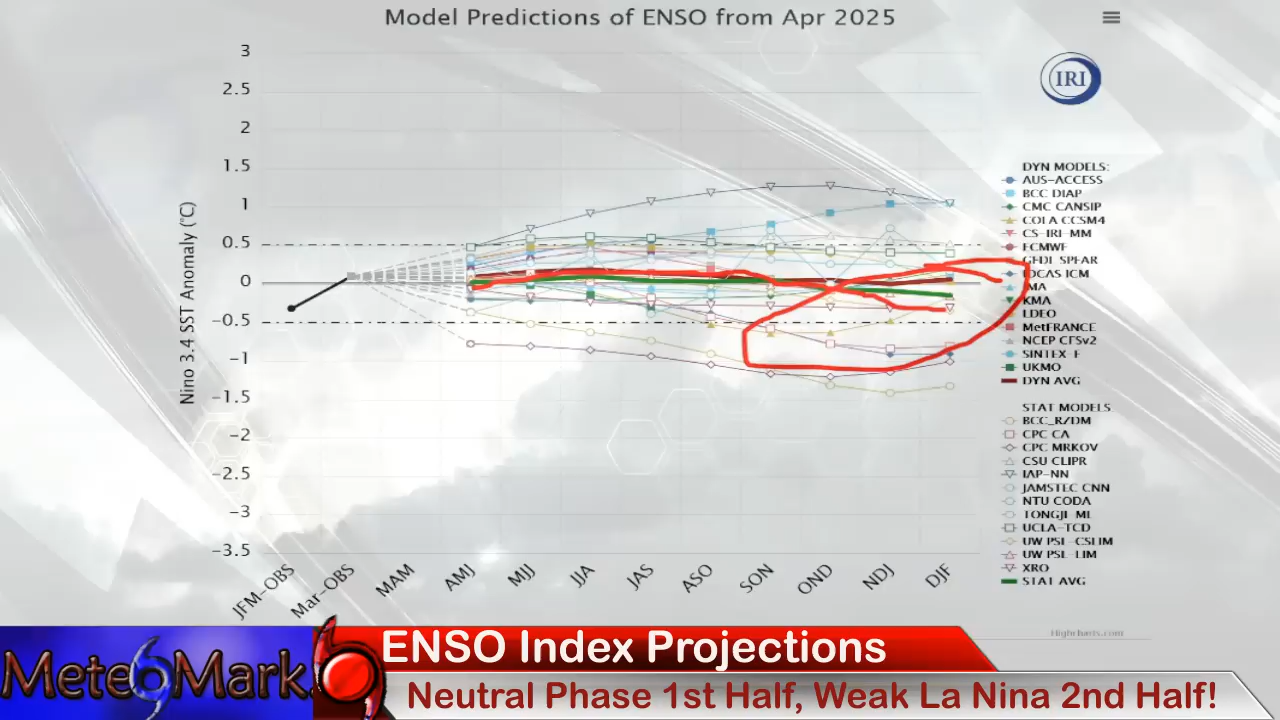 Model Predictions of ENSO from Apr 2025
IRI
Nino 3.4 SST Anomaly (°C)
3
2.5
2
1.5
1
0.5
0
−0.5
−1
−1.5
−2
−2.5
−3
−3.5
JFM-OBS
Mar-OBS
MAM
AMJ
MJJ
JJA
JAS
ASO
SON
OND
NDJ
DJF
DYN MODELS:
AUS-ACCESS
BCC DIAP
CMC CANSIP
COLA CCSM4
CS-IRI-MM
ECMWF
GFDL SPEAR
IOCAS ICM
JMA
KMA
LDEO
MetFRANCE
NCEP CFSv2
SINTEX-F
UKMO
DYN AVG
STAT MODELS
BCC_RZDM
CPC CA
CPC MRKOV
CSU CLIPR
IAP-NN
JAMSTEC CNN
NTU CODA
TONGJI-ML
UCLA-TCD
UW PSL-CSLIM
UW PSL-LIM
XRO
STAT AVG
Highcharts.com
MeteoMark
ENSO Index Projections
Neutral Phase 1st Half, Weak La Nina 2nd Half!